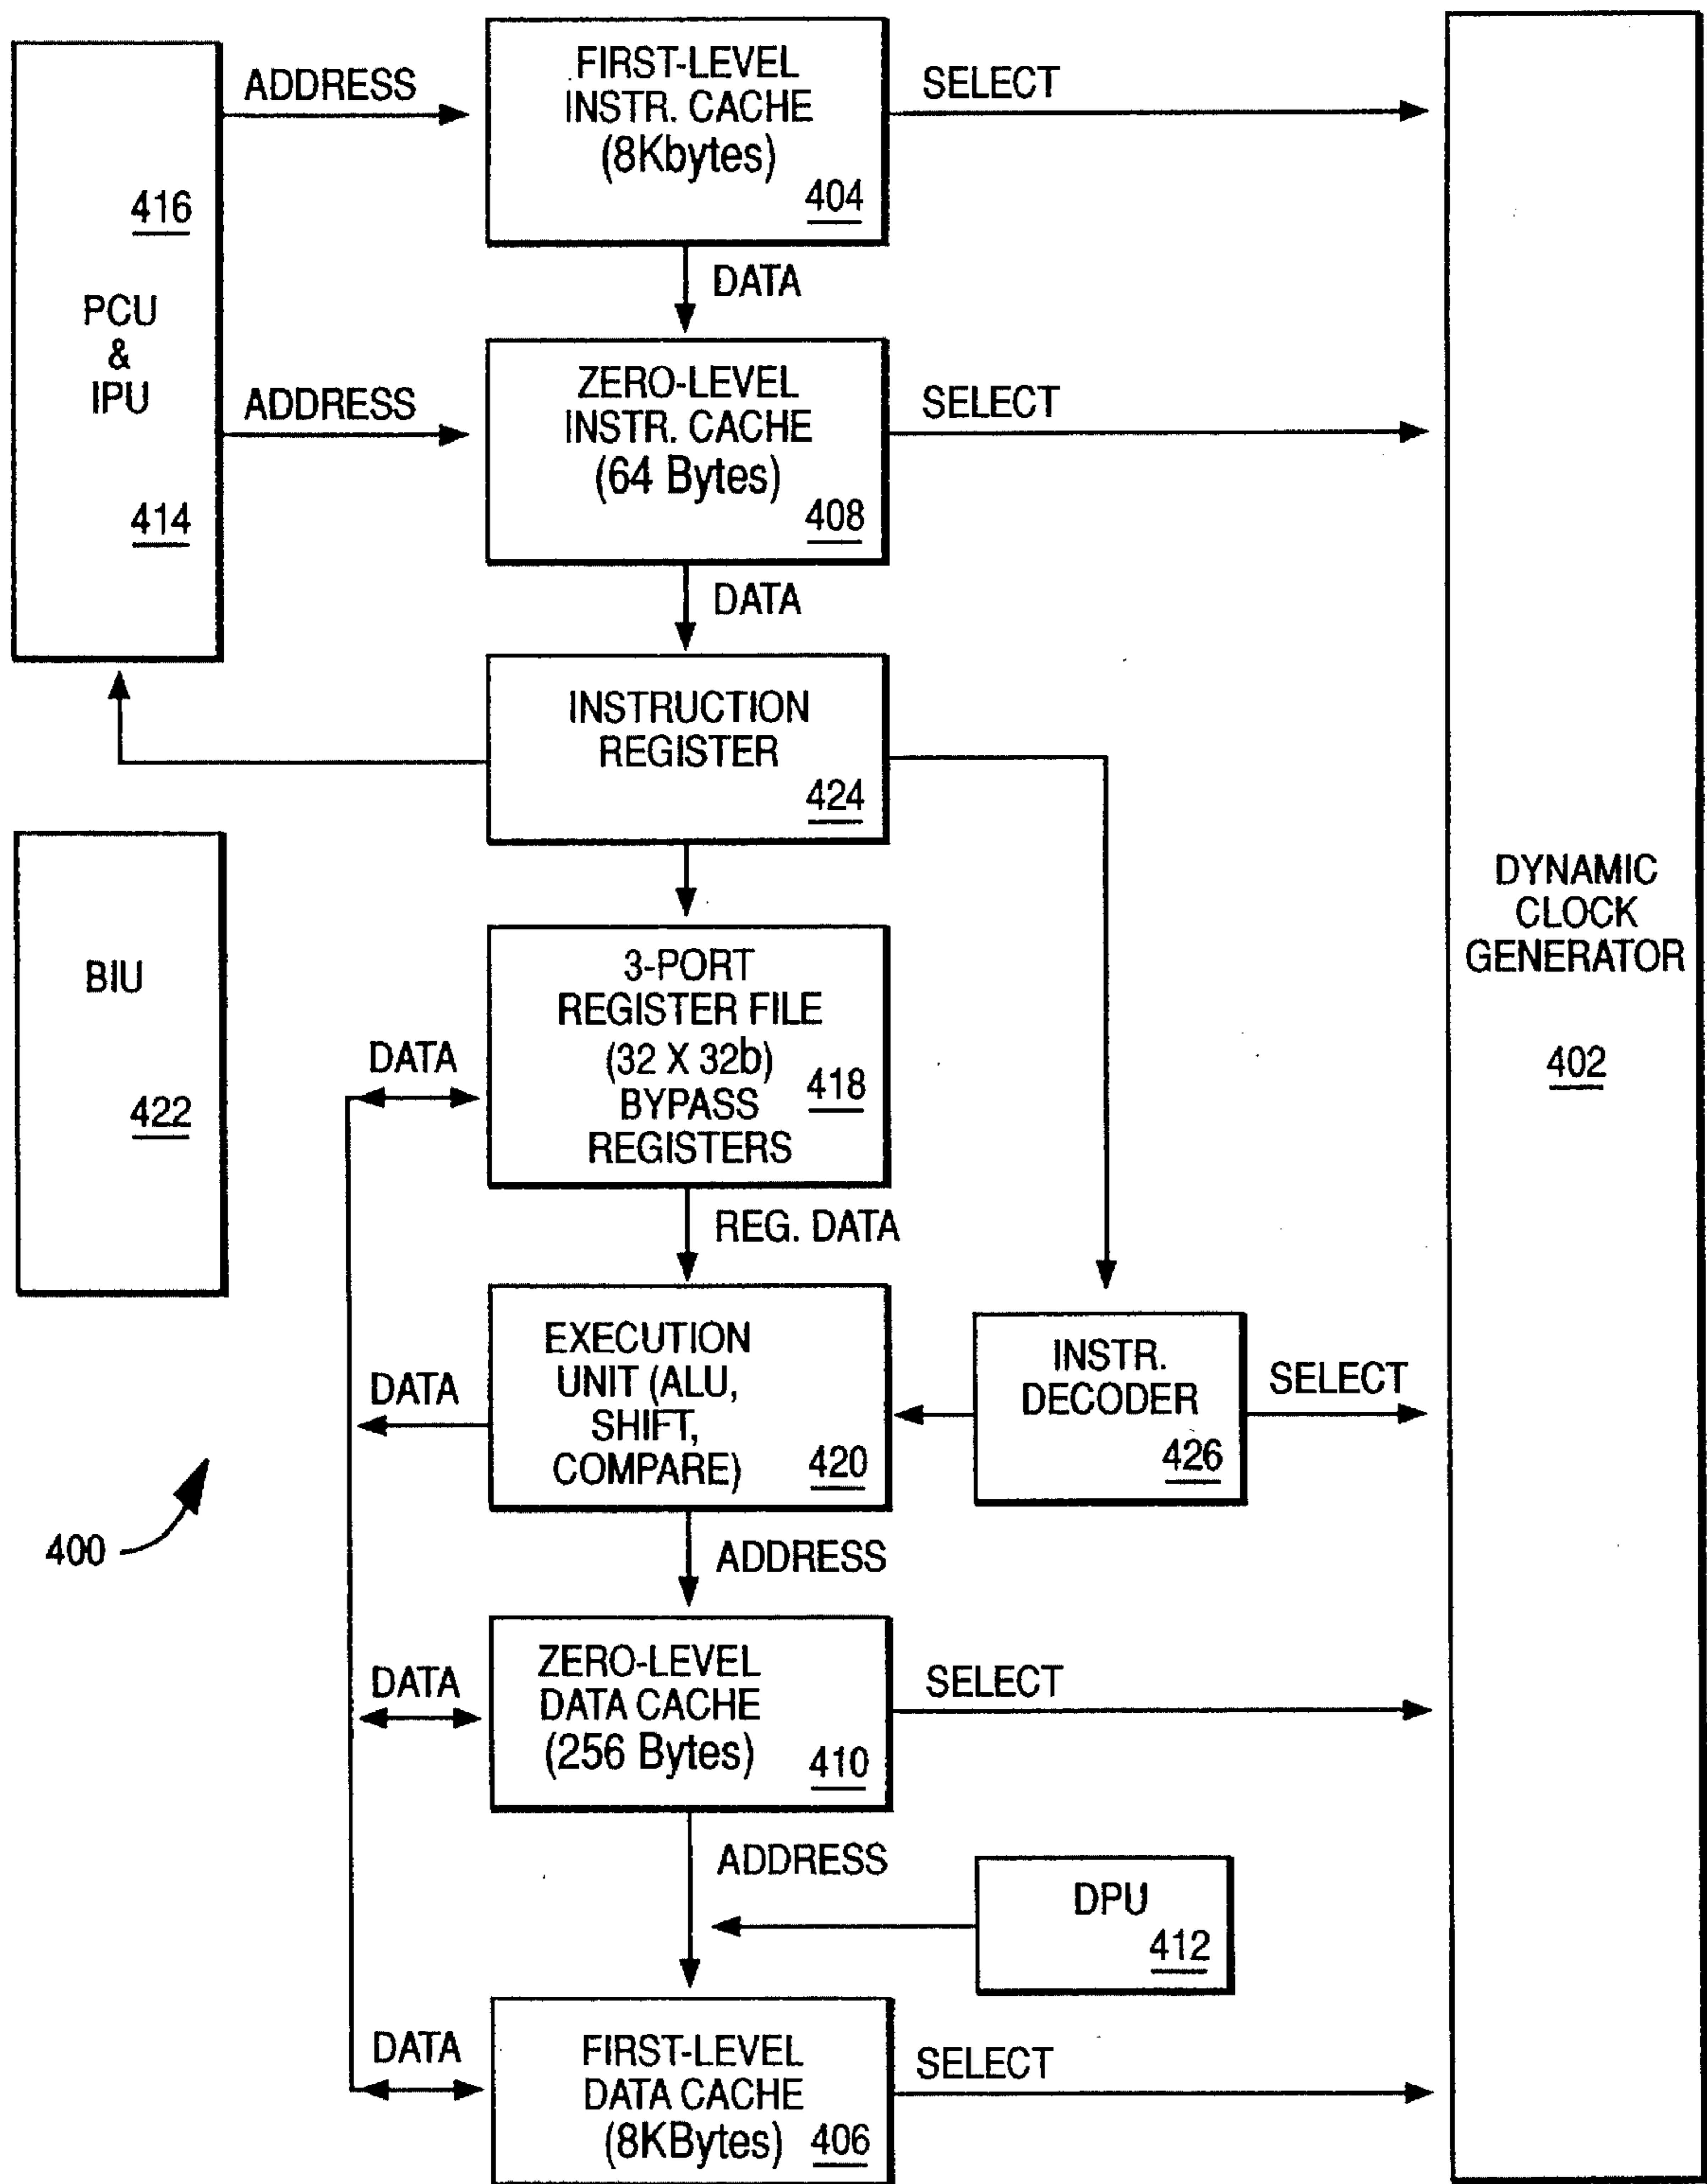 ADDRESS
FIRST-LEVEL
INSTR. CACHE
(8Kbytes)
404
SELECT
416
PCU
&
IPU
414
DATA
ADDRESS
ZERO-LEVEL
INSTR. CACHE
(64 Bytes)
408
SELECT
DATA
INSTRUCTION
REGISTER
424
BIU
422
DATA
3-PORT
REGISTER FILE
(32 X 32b)
418
BYPASS
REGISTERS
DYNAMIC
CLOCK
GENERATOR
402
REG. DATA
DATA
EXECUTION
UNIT (ALU,
SHIFT,
COMPARE)
420
INSTR.
DECODER
426
SELECT
400
ADDRESS
DATA
ZERO-LEVEL
DATA CACHE
(256 Bytes)
410
SELECT
ADDRESS
DPU
412
DATA
FIRST-LEVEL
DATA CACHE
(8KBytes)
406
SELECT